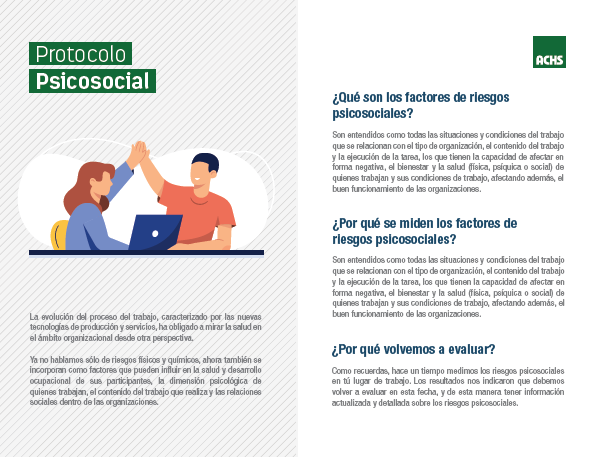 Protocolo
Psicosocial
La evolución del proceso del trabajo, caracterizado por las nuevas
tecnologías de producción y servicios, ha obligado a mirar la salud en
el ámbito organizacional desde otra perspectiva.
Ya no hablamos sólo de riesgos físicos y químicos, ahora también se
incorporan como factores que pueden influir en la salud y desarrollo
ocupacional de sus participantes, la dimensión psicológica de
quienes trabajan, el contenido del trabajo que realiza y las relaciones
sociales dentro de las organizaciones.
ACHS
¿Qué son los factores de riesgos
psicosociales?
Son entendidos como todas las situaciones y condiciones del trabajo
que se relacionan con el tipo de organización, el contenido del trabajo
y la ejecución de la tarea, los que tienen la capacidad de afectar en
forma negativa, el bienestar y la salud (física, psíquica o social) de
quienes trabajan y sus condiciones de trabajo, afectando además, el
buen funcionamiento de las organizaciones.
¿Por qué se miden los factores de
riesgos psicosociales?
Son entendidos como todas las situaciones y condiciones del trabajo
que se relacionan con el tipo de organización, el contenido del trabajo
y la ejecución de la tarea, los que tienen la capacidad de afectar en
forma negativa, el bienestar y la salud (física, psíquica o social) de
quienes trabajan y sus condiciones de trabajo, afectando además, el
buen funcionamiento de las organizaciones.
¿Por qué volvemos a evaluar?
Como recuerdas, hace un tiempo medimos los riesgos psicosociales
en tú lugar de trabajo. Los resultados nos indicaron que debemos
volver a evaluar en esta fecha, y de esta manera tener información
actualizada y detallada sobre los riesgos psicosociales.